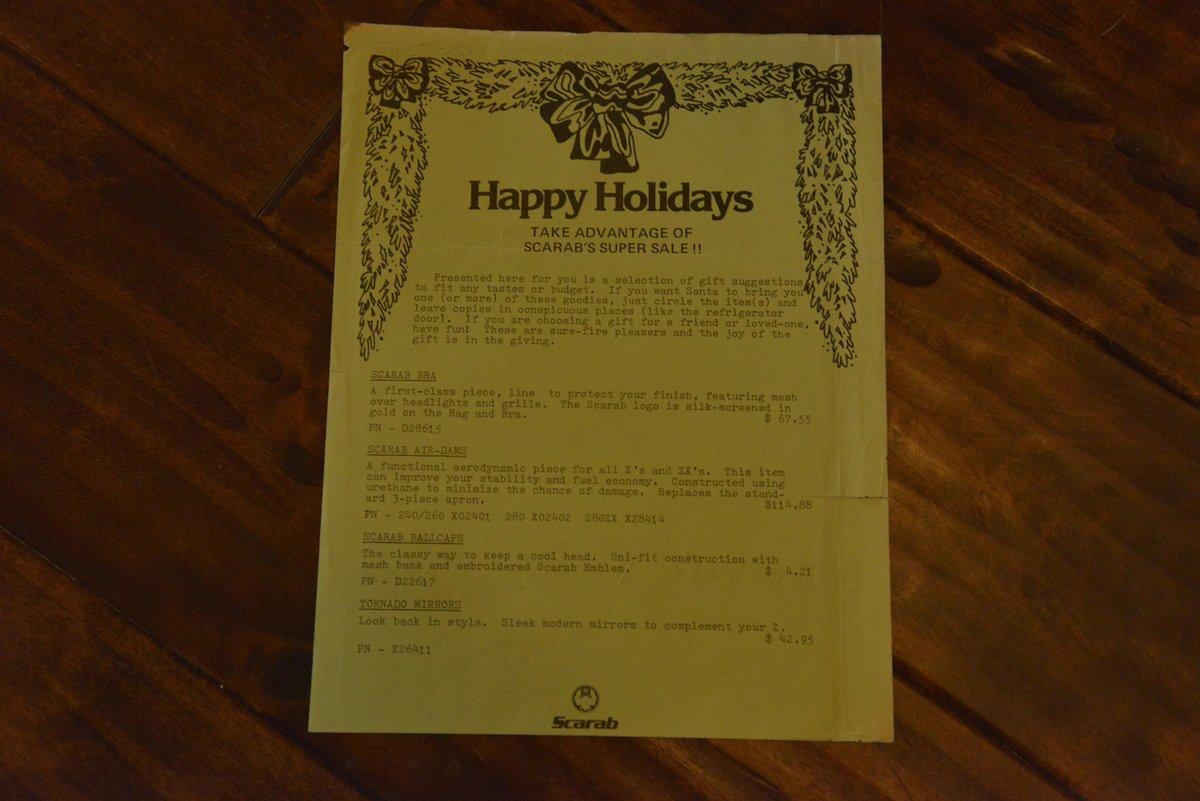 Happy Holidays
TAKE ADVANTAGE OF
SCARAB'S SUPER SALE!!
Presented here for you is a selection of gift suggestions
to fit any tastes or budget. If you want Santa to bring you
one (or more) of these goodies, just circle the item(s) and
leave copies in conspicuous places (like the refrigerator
door). If you are choosing a gift for a friend or loved-one,
have fun! These are sure-fire pleasers and the joy of the
gift is in the giving.
SCARAB BRA
A first-class piece, line to protect your finish, featuring mesh
over headlights and grille. The Scarab logo is silk-screened in
gold on the Bag and Bra. $ 67.55
PN - D28615
SCARAB AIR-DAMS
A functional aerodynamic piece for all Z's and ZX's. This item
can improve your stability and fuel economy. Constructed using
urethane to minimize the chance of damage. Replaces the stand-
ard 3-piece apron. $114.88
PN - 240/260 X02401 280 X02402 280ZX X28414
SCARAB BALLCAPS
The classy way to keep a cool head. Uni-fit construction with
mesh back and embroidered Scarab Emblem. $ 4.21
PN - D22617
TORNADO MIRRORS
Look back in style. Sleek modern mirrors to complement your Z.
$ 42.95
PN - X26411
Scarab